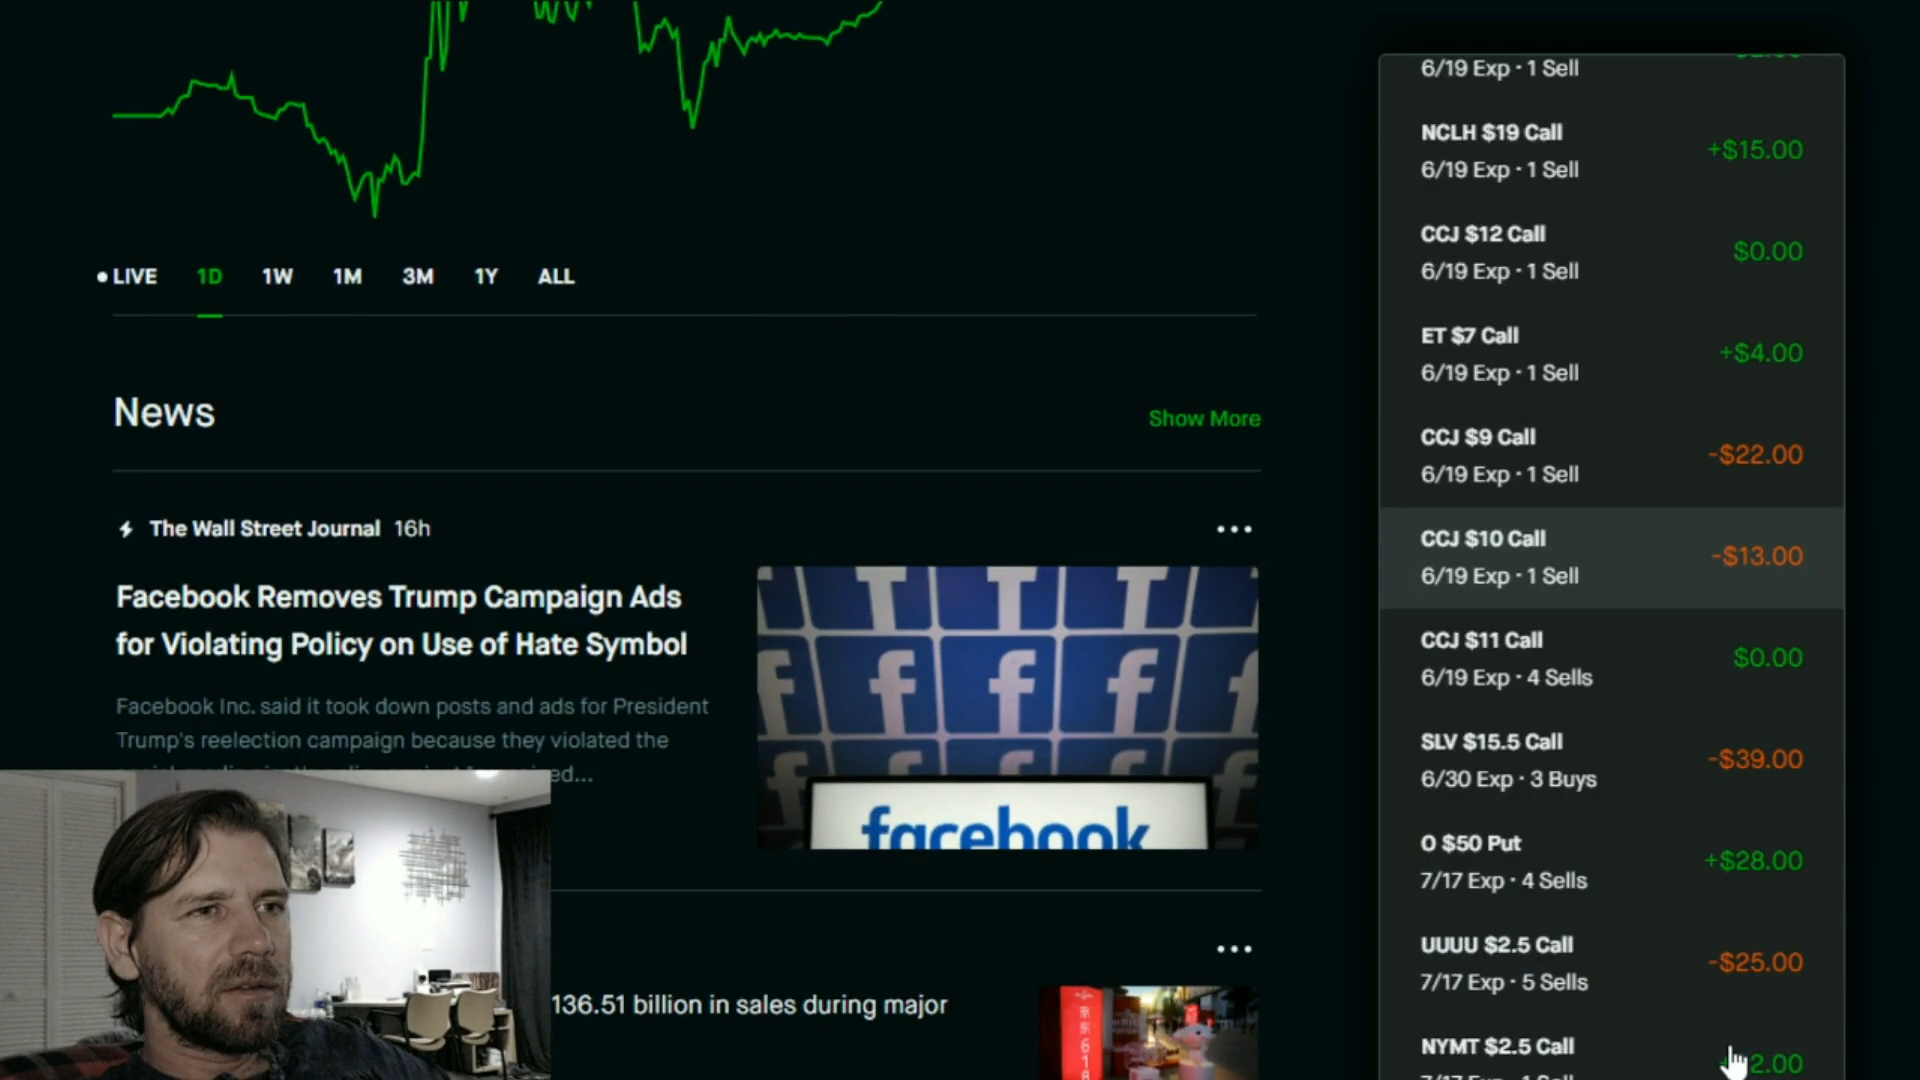 LIVE 1D 1W 1M 3M 1Y ALL
News
Show More
The Wall Street Journal 16h
Facebook Removes Trump Campaign Ads
for Violating Policy on Use of Hate Symbol
Facebook Inc. said it took down posts and ads for President
Trump's reelection campaign because they violated the
facebook
136.51 billion in sales during major
京
东
6
1
8
6/19 Exp · 1 Sell
NCLH $19 Call
+$15.00
6/19 Exp · 1 Sell
CCJ $12 Call
$0.00
6/19 Exp · 1 Sell
ET $7 Call
+$4.00
6/19 Exp · 1 Sell
CCJ $9 Call
-$22.00
6/19 Exp · 1 Sell
CCJ $10 Call
-$13.00
6/19 Exp · 1 Sell
CCJ $11 Call
$0.00
6/19 Exp · 4 Sells
SLV $15.5 Call
-$39.00
6/30 Exp · 3 Buys
O $50 Put
+$28.00
7/17 Exp · 4 Sells
UUUU $2.5 Call
-$25.00
7/17 Exp · 5 Sells
NYMT $2.5 Call
2.00